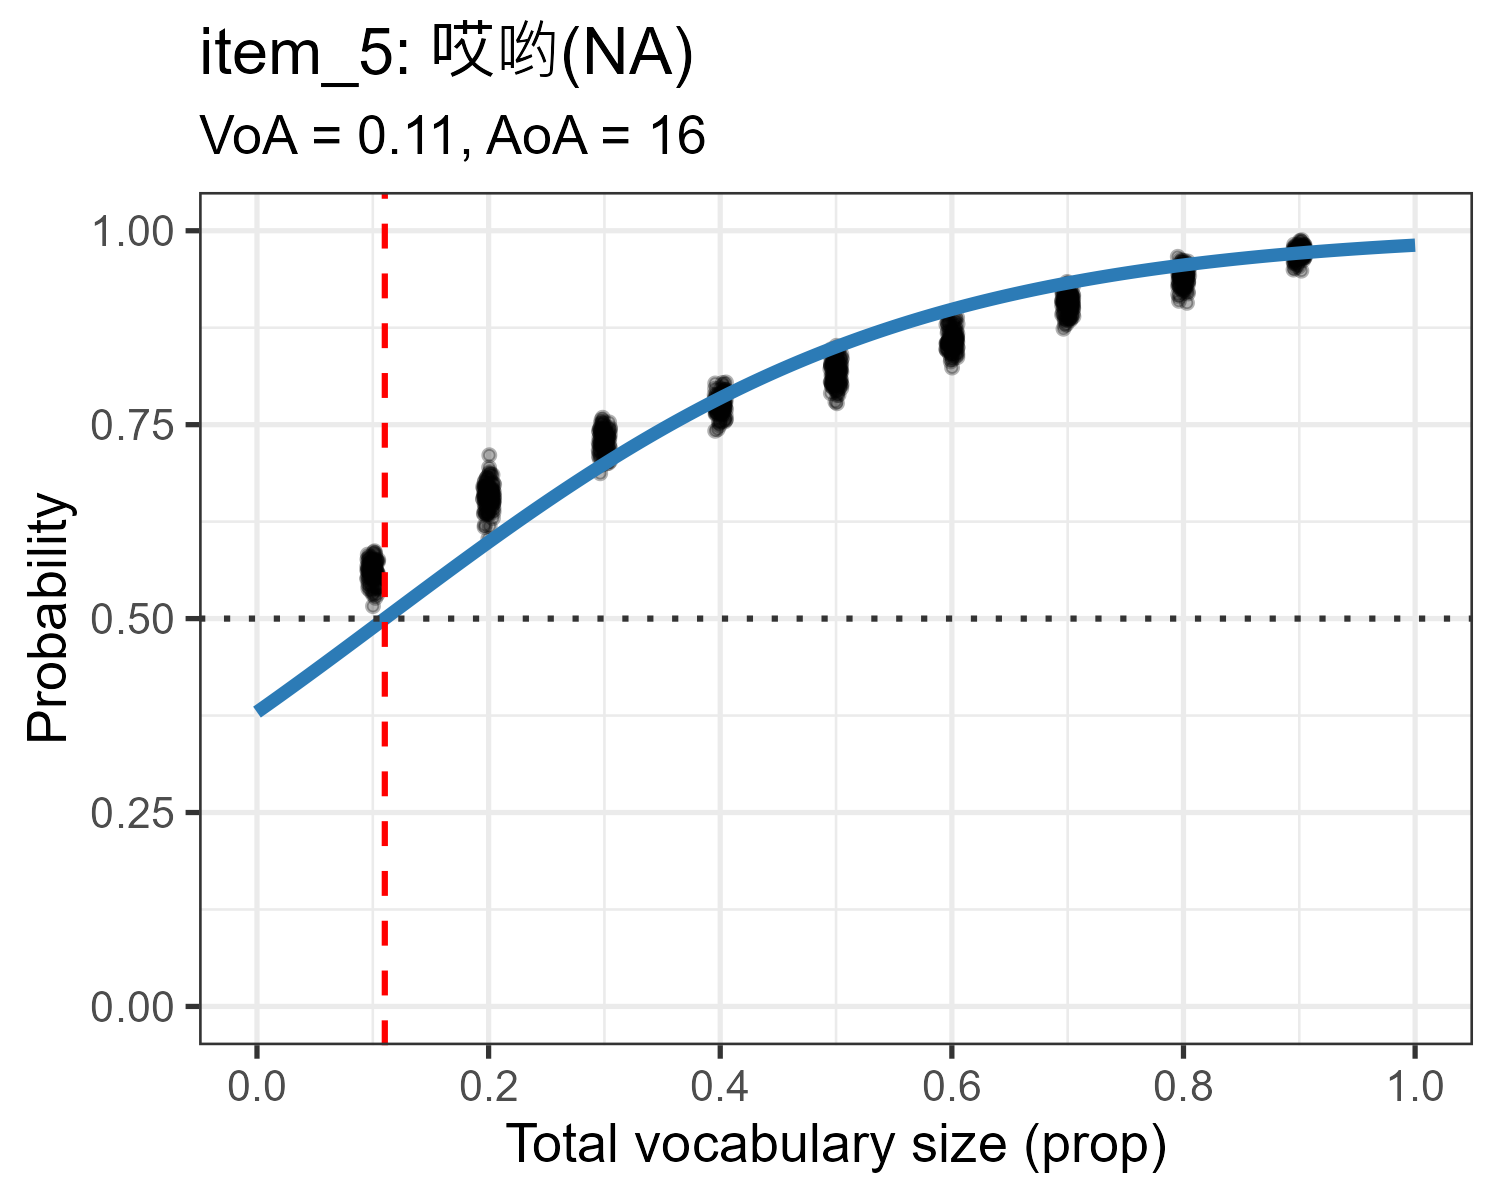 item_5: 哎哟(NA)
VoA = 0.11, AoA = 16
1.00
0.75
0.50
0.25
0.00
Probability
0.0 0.2 0.4 0.6 0.8 1.0
Total vocabulary size (prop)